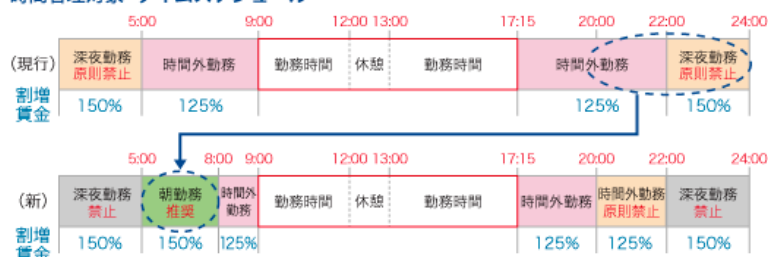 5:00 9:00 12:00 13:00 17:15 20:00 22:00 24:00
(現行) 深夜勤務 原則禁止 時間外勤務 勤務時間 休憩 勤務時間 時間外勤務 深夜勤務 原則禁止
割増賃金 150% 125% 125% 150%
5:00 8:00 9:00 12:00 13:00 17:15 20:00 22:00 24:00
(新) 深夜勤務 禁止 朝勤務 推奨 時間外勤務 勤務時間 休憩 勤務時間 時間外勤務 時間外勤務 原則禁止 深夜勤務 禁止
割増賃金 150% 150% 125% 125% 125% 150%